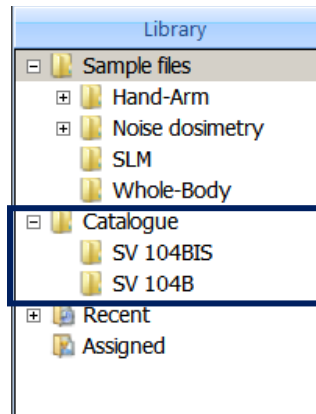 Library
Sample files
Hand-Arm
Noise dosimetry
SLM
Whole-Body
Catalogue
SV 104BIS
SV 104B
Recent
Assigned